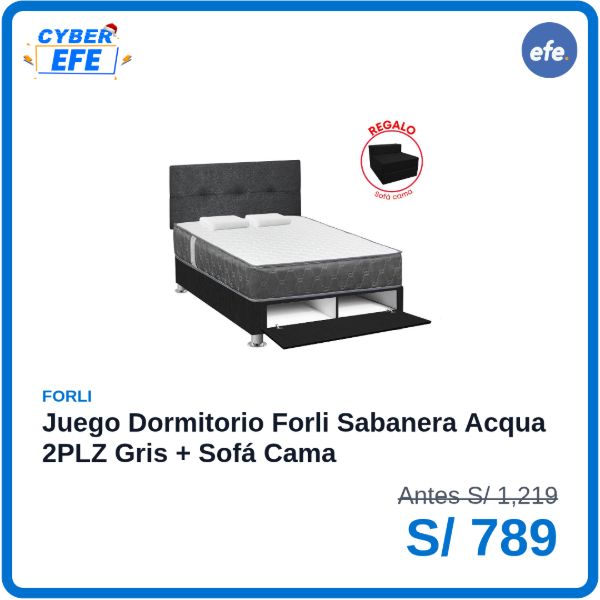 CYBER
EFE
efe.
REGALO
Sofá cama
FORLI
Juego Dormitorio Forli Sabanera Acqua
2PLZ Gris + Sofá Cama
Antes S/ 1,219
S/ 789